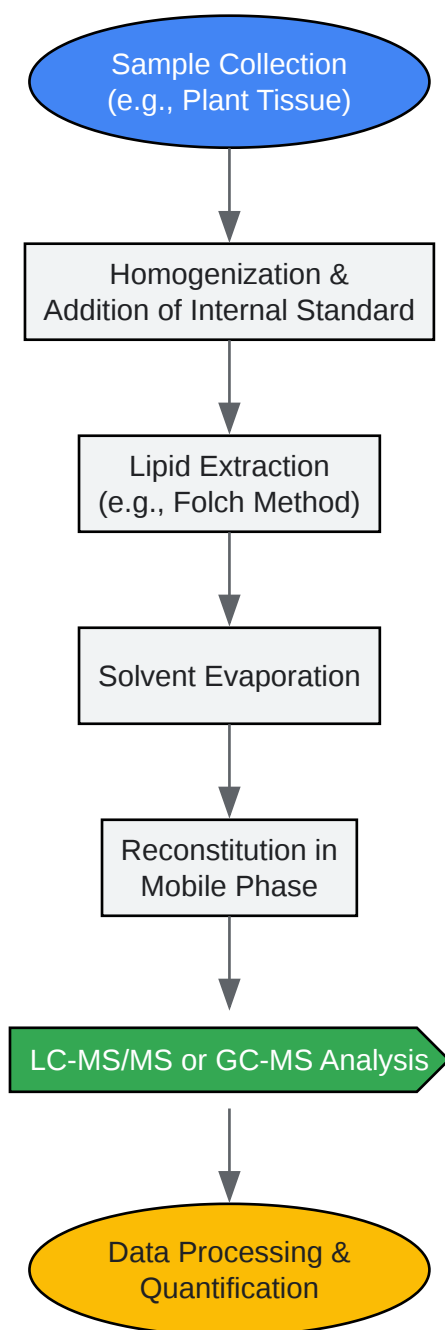 Sample Collection
(e.g., Plant Tissue)
Homogenization &
Addition of Internal Standard
Lipid Extraction
(e.g., Folch Method)
Solvent Evaporation
Reconstitution in
Mobile Phase
LC-MS/MS or GC-MS Analysis
Data Processing &
Quantification